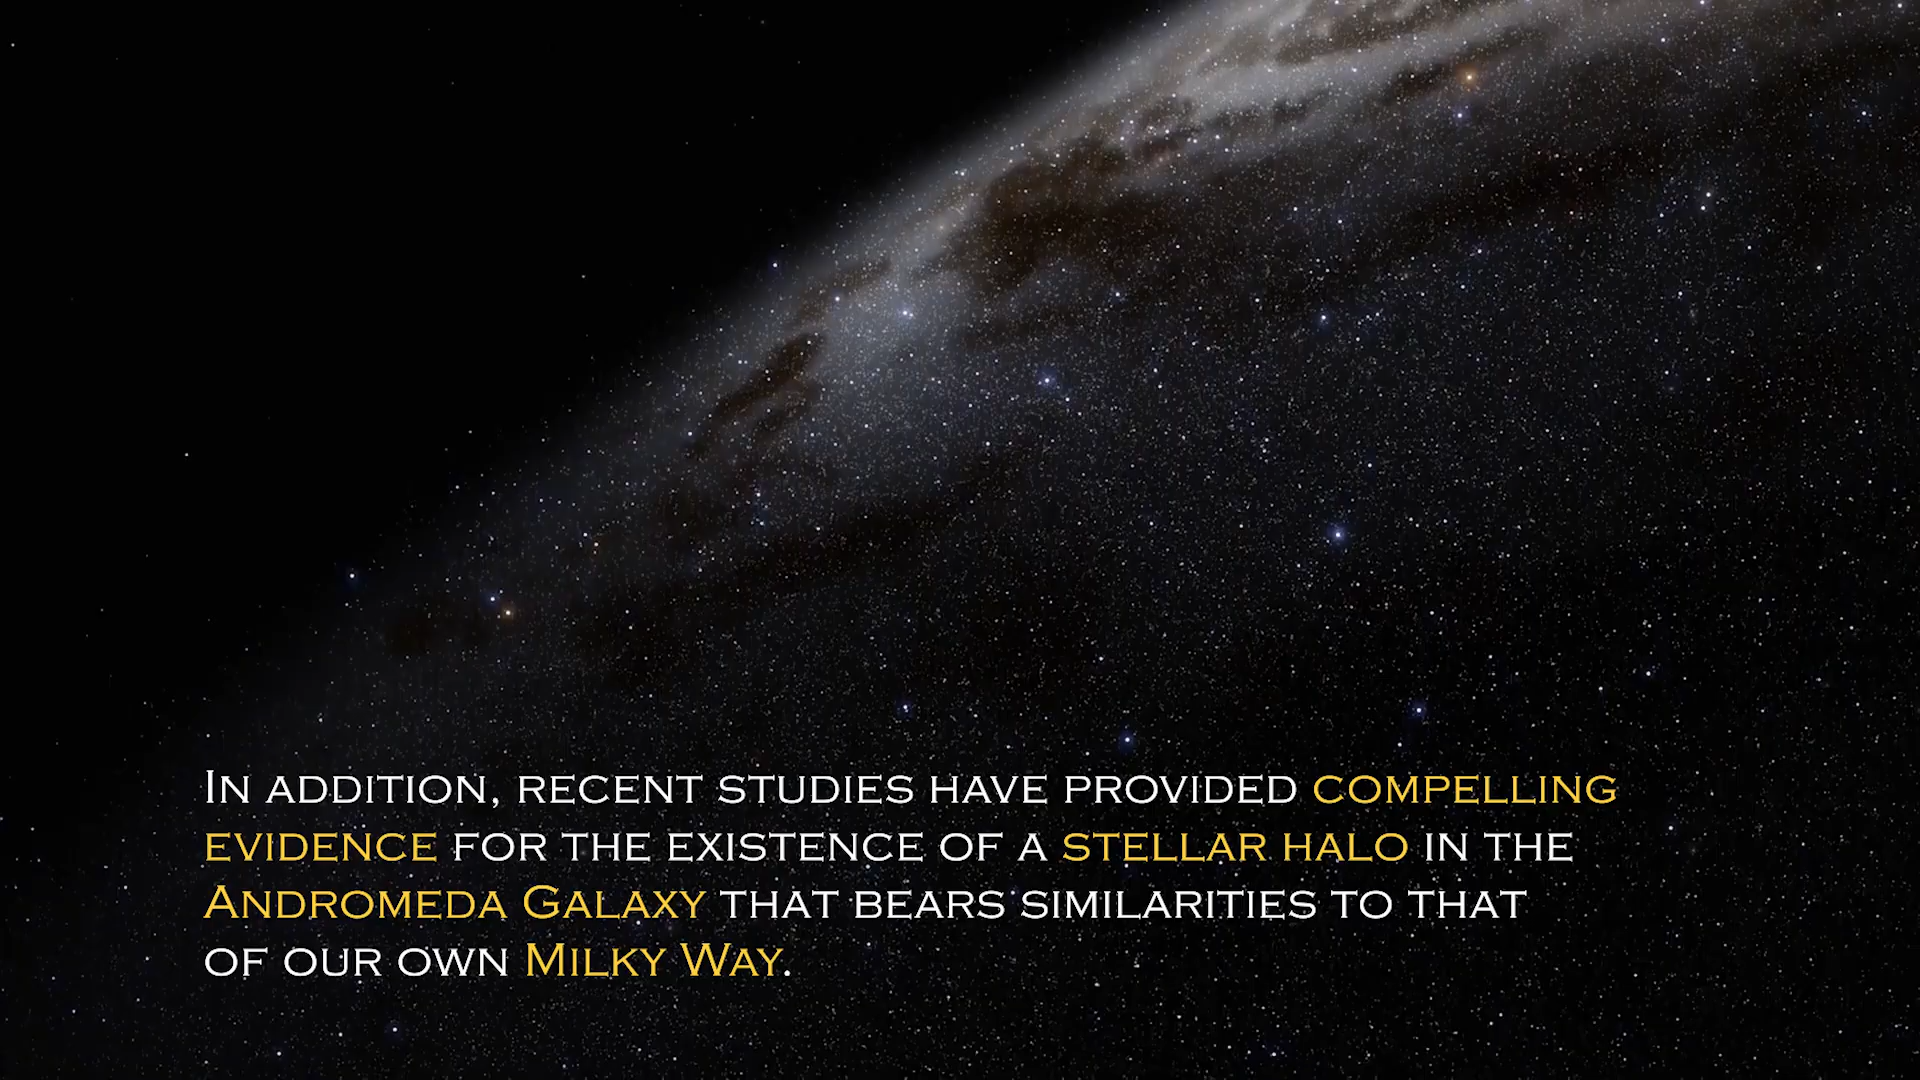 In addition, recent studies have provided compelling
evidence for the existence of a stellar halo in the
Andromeda Galaxy that bears similarities to that
of our own Milky Way.